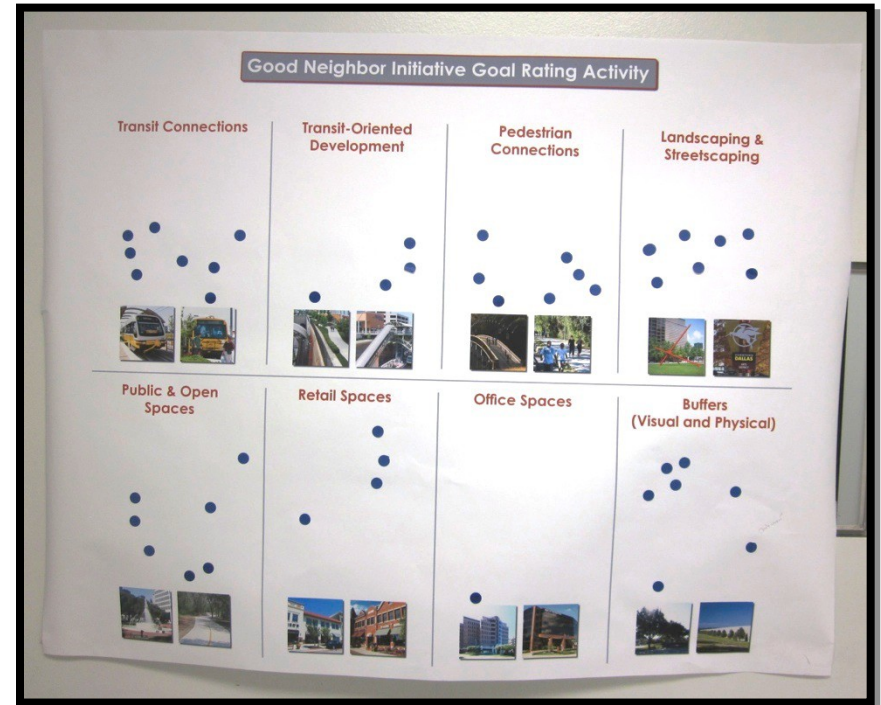 Good Neighbor Initiative Goal Rating Activity
Transit Connections
Transit-Oriented
Development
Pedestrian
Connections
Landscaping &
Streetscaping
DALLAS
Public & Open
Spaces
Retail Spaces
Office Spaces
Buffers
(Visual and Physical)